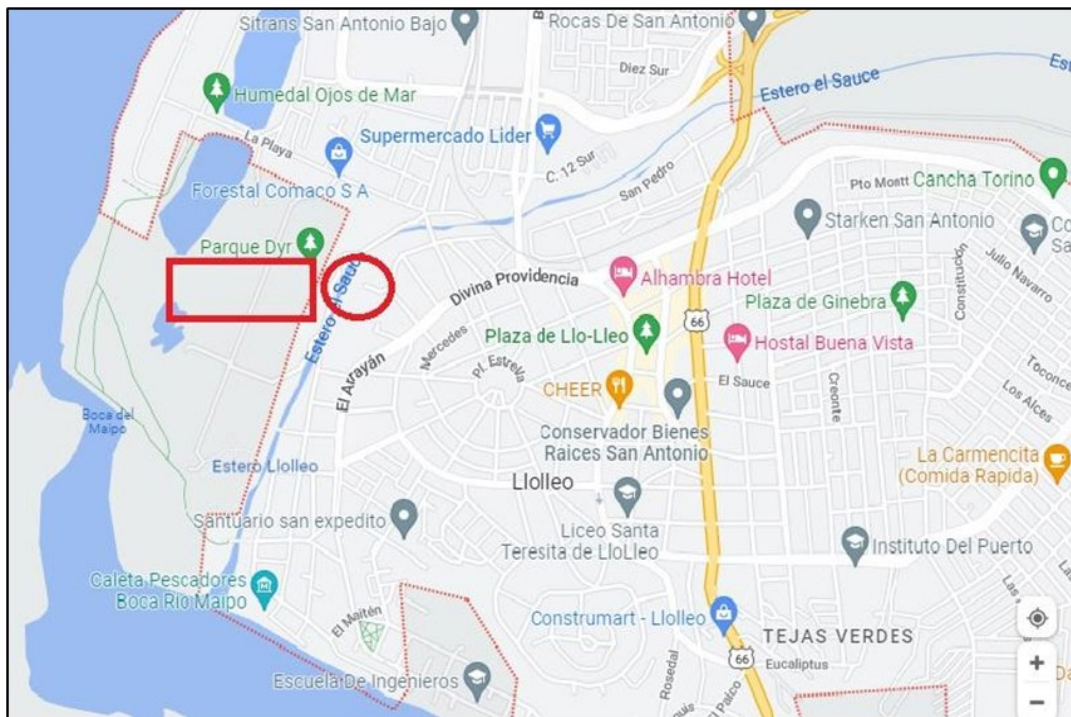 Sitrans San Antonio Bajo
Rocas De San Antonio
Diez Sur
Estero el Sauce
Humedal Ojos de Mar
La Playa
Supermercado Lider
C. 12 Sur
San Pedro
Forestal Comaco S A
Pto Montt
Cancha Torino
Starken San Antonio
Julio Navarro
Constitución
Parque Dyr
Divina Providencia
Alhambra Hotel
Estero el Sauce
Plaza de Ginebra
66
Mercedes
Plaza de Llo-Lleo
Hostal Buena Vista
Pl. Estrella
El Arrayán
CHEER
El Sauce
Creonte
Los Alces
Boca del
Maipo
Conservador Bienes
Raices San Antonio
La Carmencita
(Comida Rapida)
Estero Llolleo
Llolleo
Santuario san expedito
Liceo Santa
Teresita de LloLleo
Instituto Del Puerto
Caleta Pescadores
Boca Rio Maipo
Construmart - Llolleo
El Maitén
TEJAS VERDES
66
Eucaliptus
Rosedal
El Palco
Escuela De Ingenieros